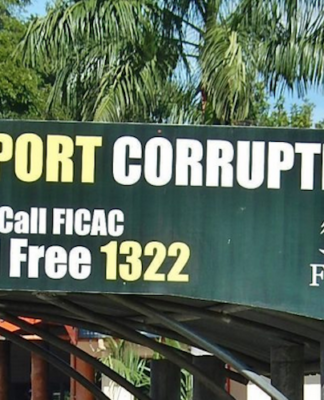 PORT CORRUPT
Call FICAC
Free 1322
F